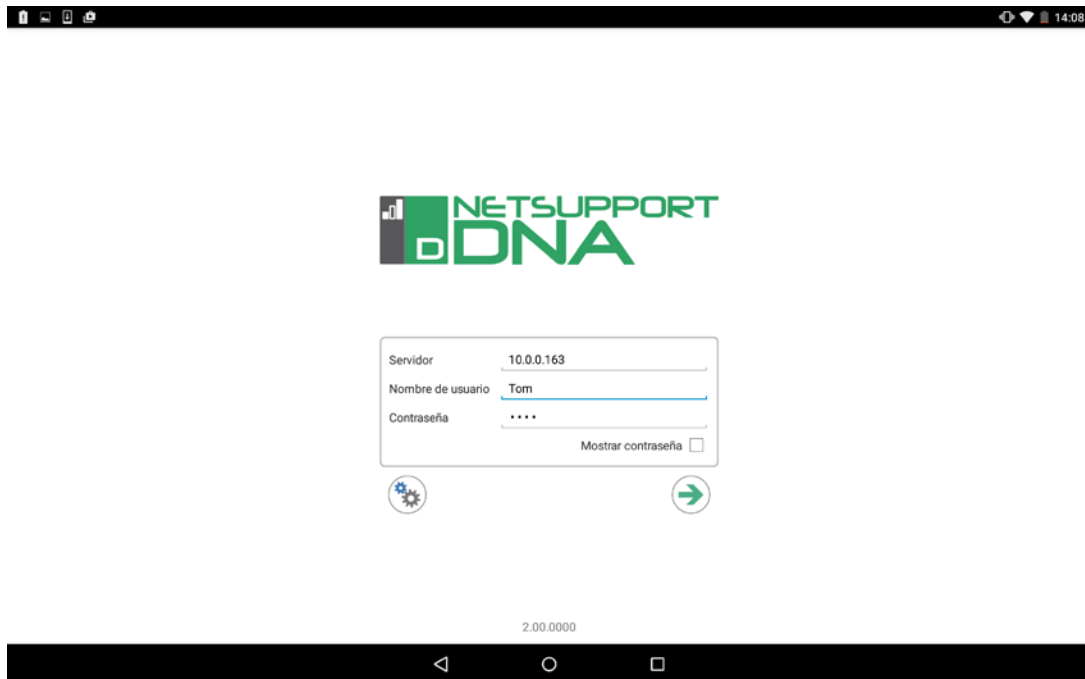 14:08
NETSUPPORT
D DNA
Servidor 10.0.0.163
Nombre de usuario Tom
Contraseña ····
Mostrar contraseña
2.00.0000